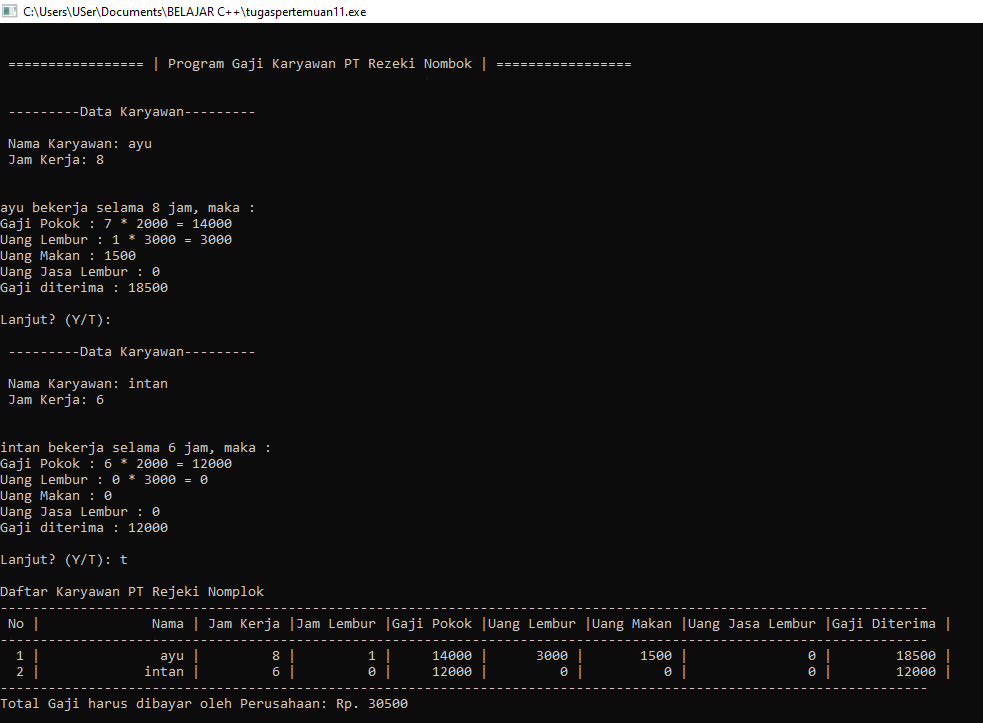 C:\Users\USer\Documents\BELAJAR C++\tugaspertemuan11.exe
================= | Program Gaji Karyawan PT Rezeki Nombok | =================
---------Data Karyawan---------
Nama Karyawan: ayu
Jam Kerja: 8
ayu bekerja selama 8 jam, maka :
Gaji Pokok : 7 * 2000 = 14000
Uang Lembur : 1 * 3000 = 3000
Uang Makan : 1500
Uang Jasa Lembur : 0
Gaji diterima : 18500
Lanjut? (Y/T):
---------Data Karyawan---------
Nama Karyawan: intan
Jam Kerja: 6
intan bekerja selama 6 jam, maka :
Gaji Pokok : 6 * 2000 = 12000
Uang Lembur : 0 * 3000 = 0
Uang Makan : 0
Uang Jasa Lembur : 0
Gaji diterima : 12000
Lanjut? (Y/T): t
Daftar Karyawan PT Rejeki Nomplok
--------------------------------------------------------------------------------------------------------------------
No | Nama | Jam Kerja |Jam Lembur |Gaji Pokok |Uang Lembur |Uang Makan |Uang Jasa Lembur |Gaji Diterima |
--------------------------------------------------------------------------------------------------------------------
1 | ayu | 8 | 1 | 14000 | 3000 | 1500 | 0 | 18500 |
2 | intan | 6 | 0 | 12000 | 0 | 0 | 0 | 12000 |
--------------------------------------------------------------------------------------------------------------------
Total Gaji harus dibayar oleh Perusahaan: Rp. 30500